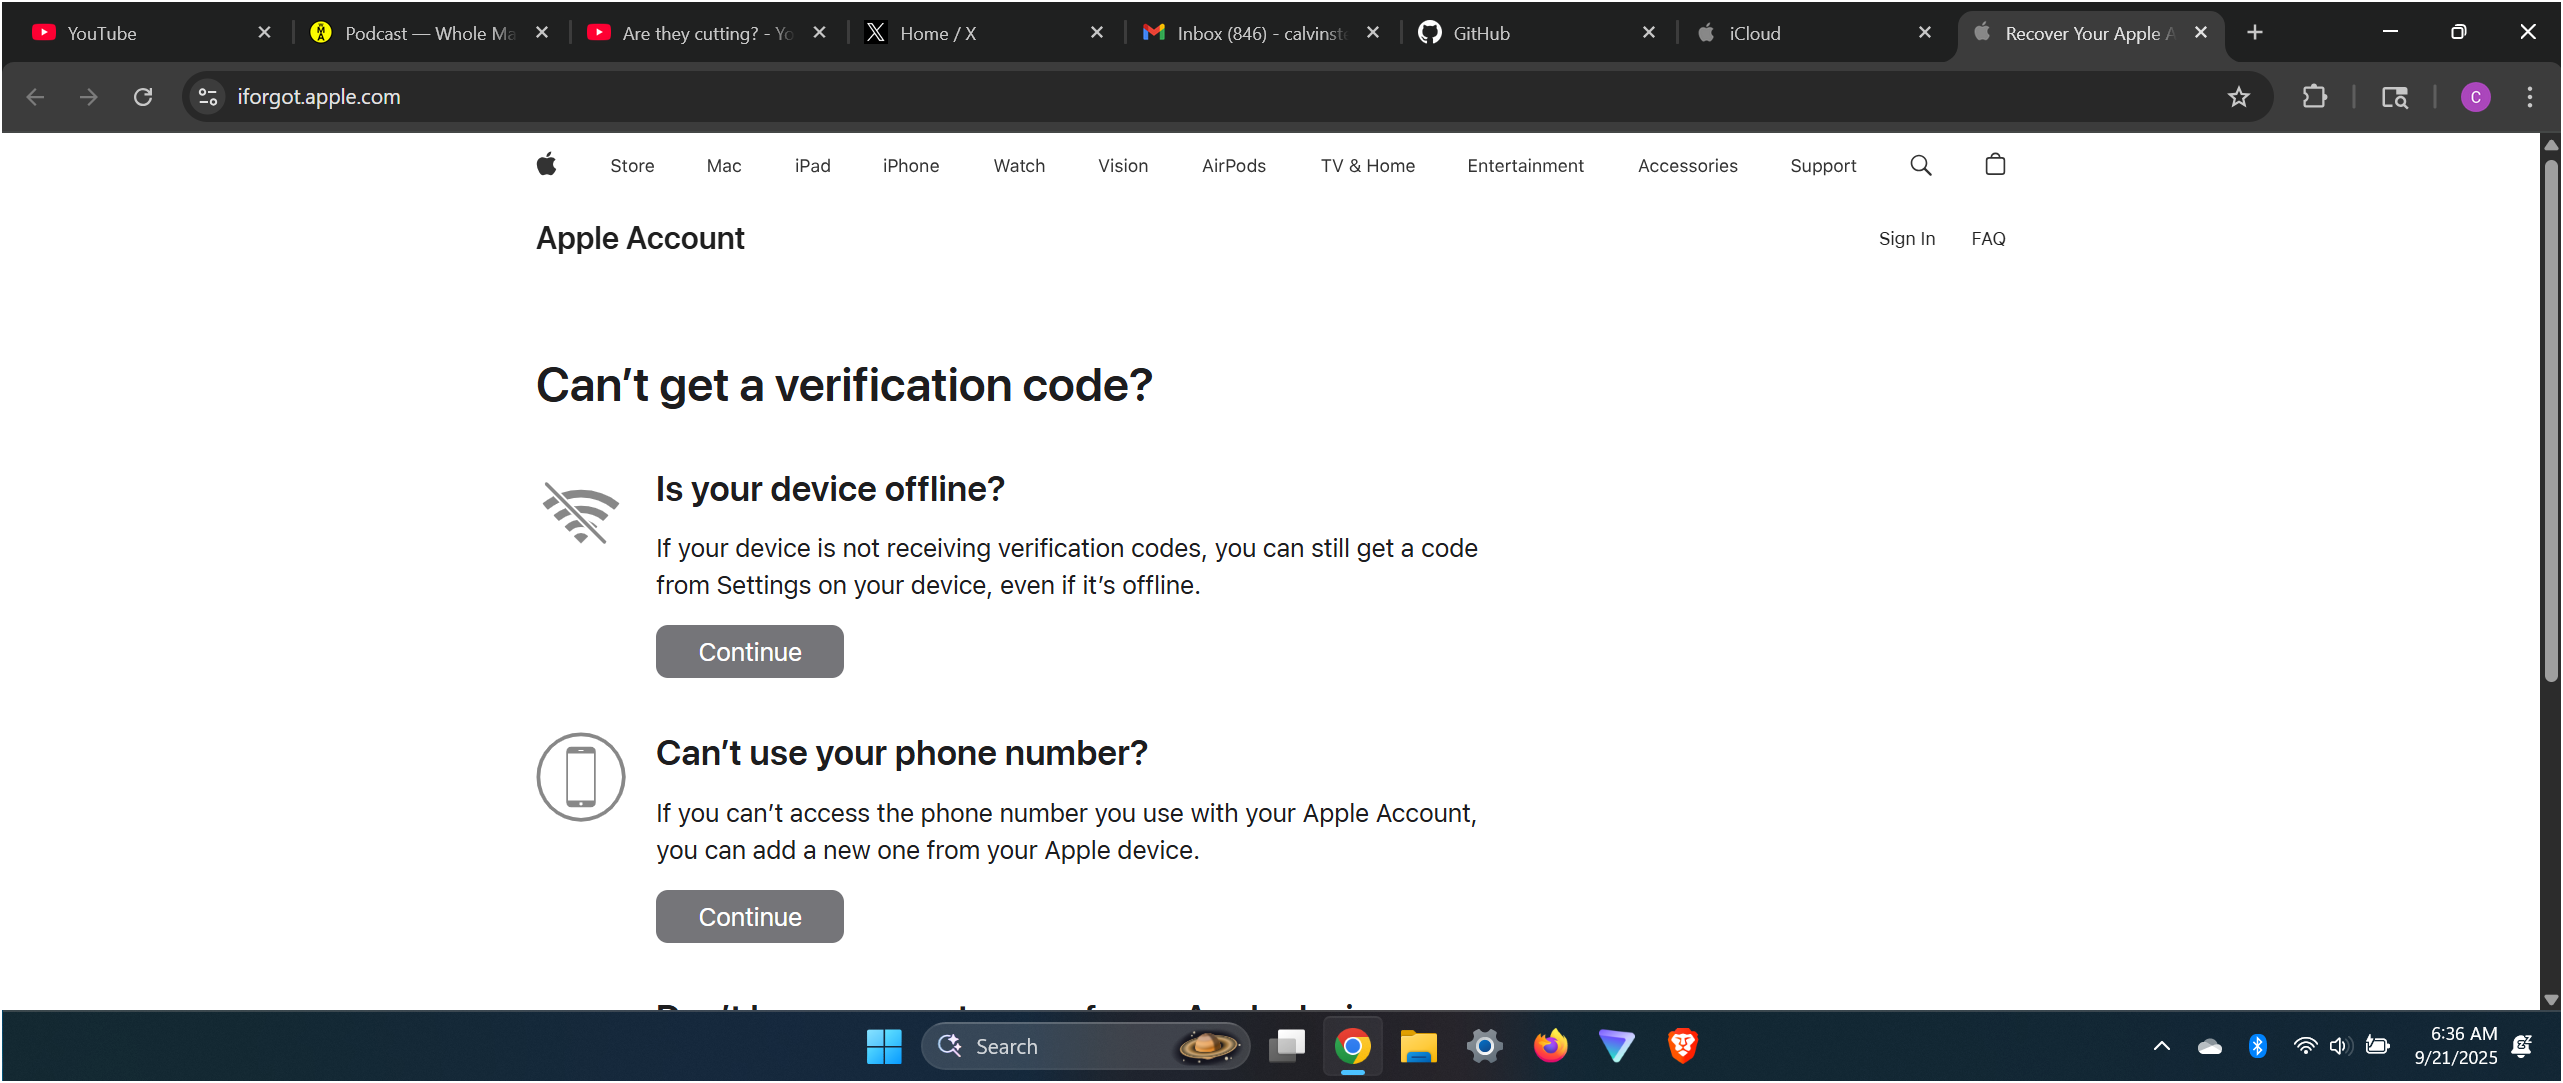 YouTube
Podcast — Whole Ma
Are they cutting? - Yo
Home / X
Inbox (846) - calvinste
GitHub
iCloud
Recover Your Apple A
iforgot.apple.com
C
Store Mac iPad iPhone Watch Vision AirPods TV & Home Entertainment Accessories Support
Apple Account
Sign In FAQ
Can’t get a verification code?
Is your device offline?
If your device is not receiving verification codes, you can still get a code
from Settings on your device, even if it’s offline.
Continue
Can’t use your phone number?
If you can’t access the phone number you use with your Apple Account,
you can add a new one from your Apple device.
Continue
Search
6:36 AM
9/21/2025